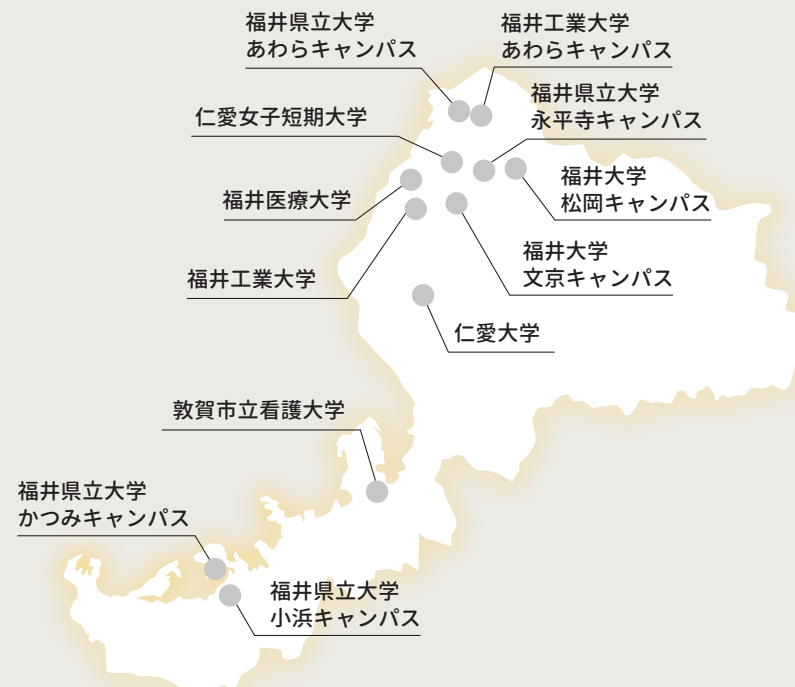 福井県立大学
あわらキャンパス
福井工業大学
あわらキャンパス
福井県立大学
永平寺キャンパス
仁愛女子短期大学
福井大学
松岡キャンパス
福井医療大学
福井大学
文京キャンパス
福井工業大学
仁愛大学
敦賀市立看護大学
福井県立大学
かつみキャンパス
福井県立大学
小浜キャンパス